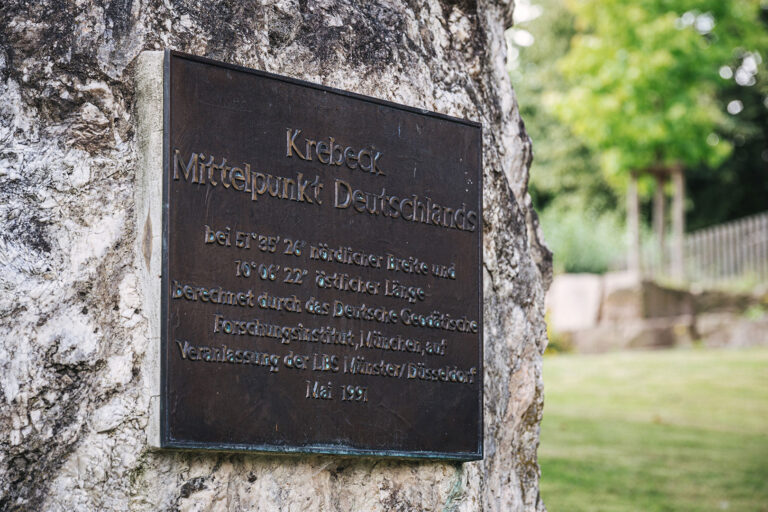 Krebeck
Mittelpunkt Deutschlands
bei 51° 35' 26" nördlicher Breite und
10° 06' 22" östlicher Länge
berechnet durch das Deutsche Geodätische
Forschungsinstitut, München, auf
Veranlassung der LBS Münster/Düsseldorf
Mai 1991